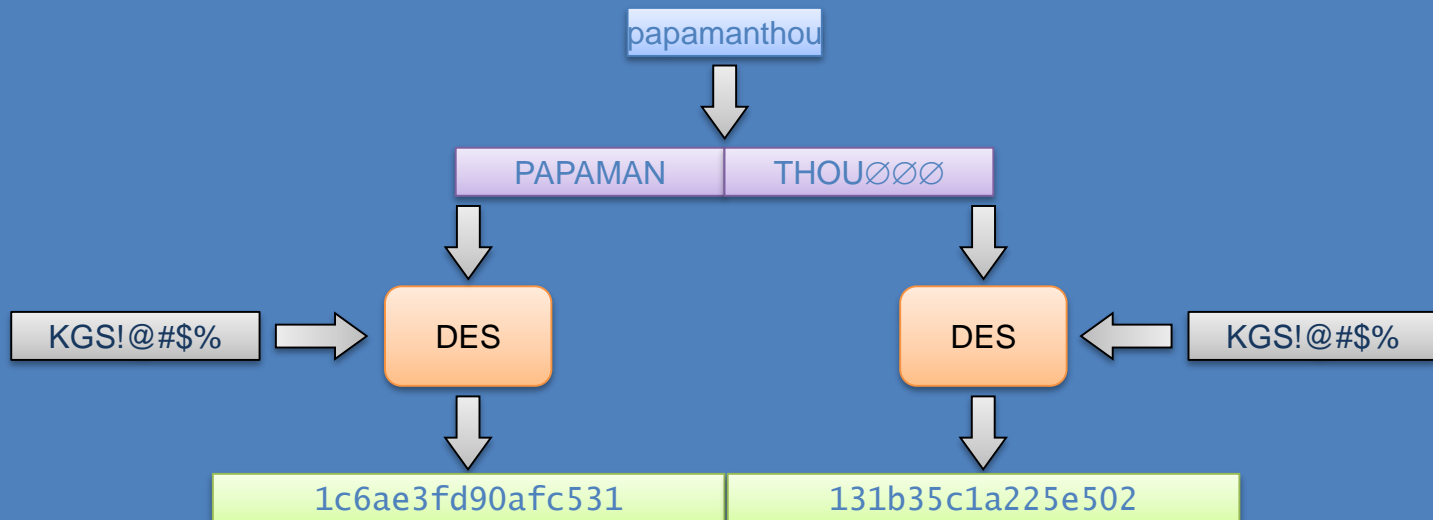 papamanthou
PAPAMAN THOU∅∅∅
KGS!@#$% DES DES KGS!@#$%
1c6ae3fd90afc531 131b35c1a225e502